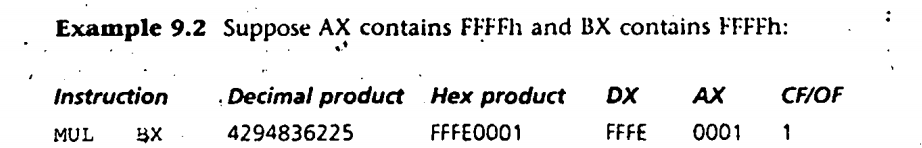 Example 9.2 Suppose AX contains FFFFh and BX contains FFFFh:
Instruction Decimal product Hex product DX AX CF/OF
MUL BX 4294836225 FFFE0001 FFFE 0001 1